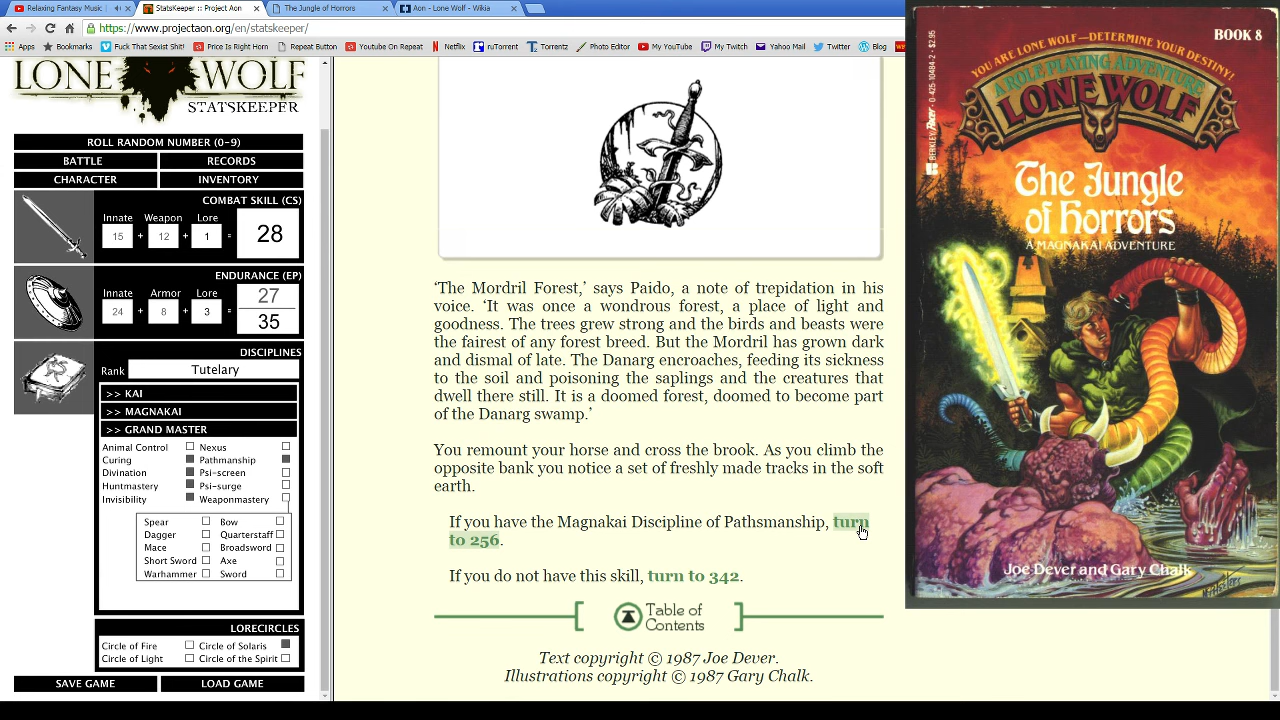 Relaxing Fantasy Music
StatsKeeper :: Project Aon
The Jungle of Horrors
Aon - Lone Wolf - Wikia
https://www.projectaon.org/en/statskeeper/
Apps
Bookmarks
Fuck That Sexist Shit!
Price is Right Horn
Repeat Button
Youtube On Repeat
Netflix
ruTorrent
Torrentz
Photo Editor
My YouTube
My Twitch
Yahoo Mail
Twitter
Blog
LONE WOLF
STATSKEEPER
ROLL RANDOM NUMBER (0-9)
BATTLE
RECORDS
CHARACTER
INVENTORY
COMBAT SKILL (CS)
Innate Weapon Lore
15 + 12 + 1 = 28
ENDURANCE (EP)
Innate Armor Lore
27
24 + 8 + 3 = 35
DISCIPLINES
Rank Tutelary
>> KAI
>> MAGNAKAI
>> GRAND MASTER
Animal Control Nexus
Curing Pathmanship
Divination Psi-screen
Huntmastery Psi-surge
Invisibility Weaponmastery
Spear Bow
Dagger Quarterstaff
Mace Broadsword
Short Sword Axe
Warhammer Sword
LORECIRCLES
Circle of Fire Circle of Solaris
Circle of Light Circle of the Spirit
SAVE GAME
LOAD GAME
‘The Mordril Forest,’ says Paido, a note of trepidation in his
voice. ‘It was once a wondrous forest, a place of light and
goodness. The trees grew strong and the birds and beasts were
the fairest of any forest breed. But the Mordril has grown dark
and dismal of late. The Danarg encroaches, feeding its sickness
to the soil and poisoning the saplings and the creatures that
dwell there still. It is a doomed forest, doomed to become part
of the Danarg swamp.’
You remount your horse and cross the brook. As you climb the
opposite bank you notice a set of freshly made tracks in the soft
earth.
If you have the Magnakai Discipline of Pathsmanship, turn
to 256.
If you do not have this skill, turn to 342.
Table of
Contents
Text copyright © 1987 Joe Dever.
Illustrations copyright © 1987 Gary Chalk.
BOOK 8
YOU ARE LONE WOLF—DETERMINE YOUR DESTINY!
A ROLE PLAYING ADVENTURE
LONE WOLF
The Jungle
of Horrors
A MAGNAKAI ADVENTURE
BERKLEY Pacer 0-425-10484-2 • $2.95
Joe Dever and Gary Chalk